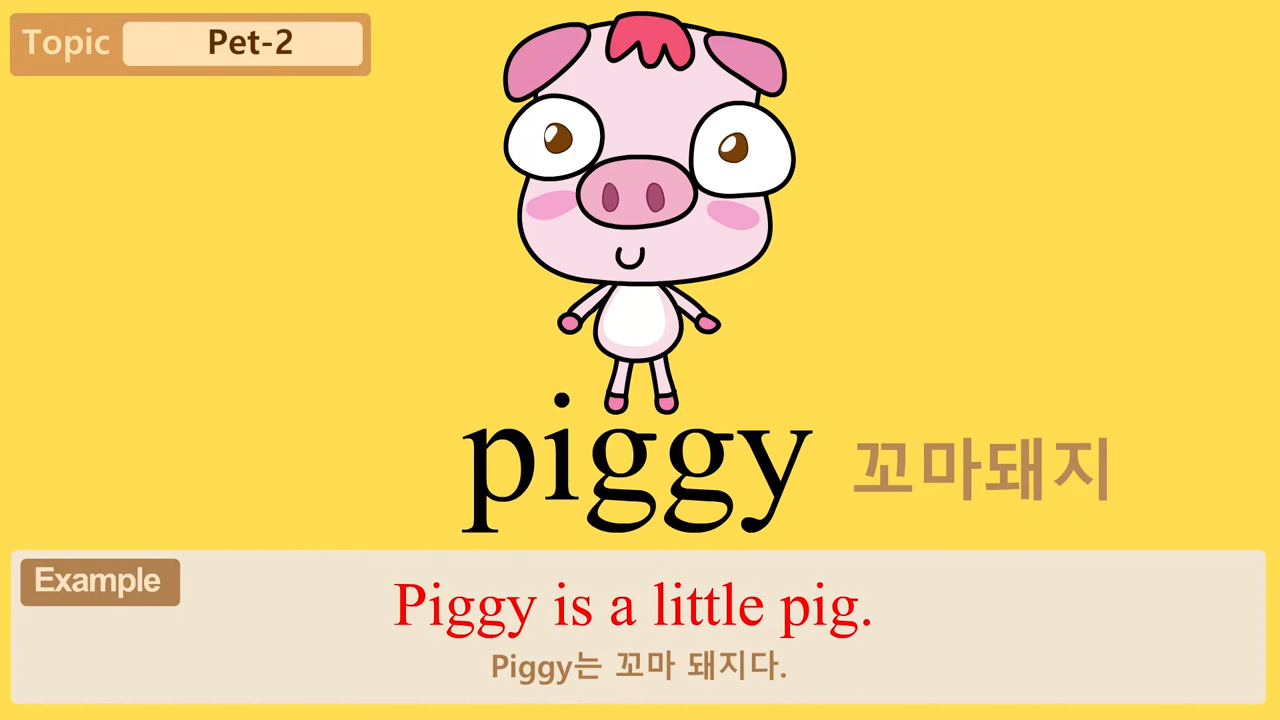 Topic Pet-2
piggy 꼬마돼지
Example
Piggy is a little pig.
Piggy는 꼬마 돼지다.